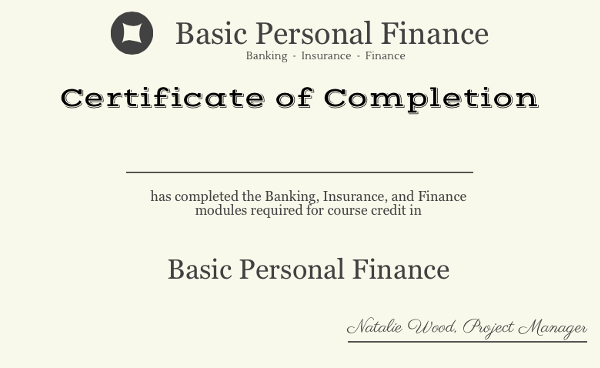 Basic Personal Finance
Banking - Insurance - Finance
Certificate of Completion
has completed the Banking, Insurance, and Finance
modules required for course credit in
Basic Personal Finance
Natalie Wood, Project Manager